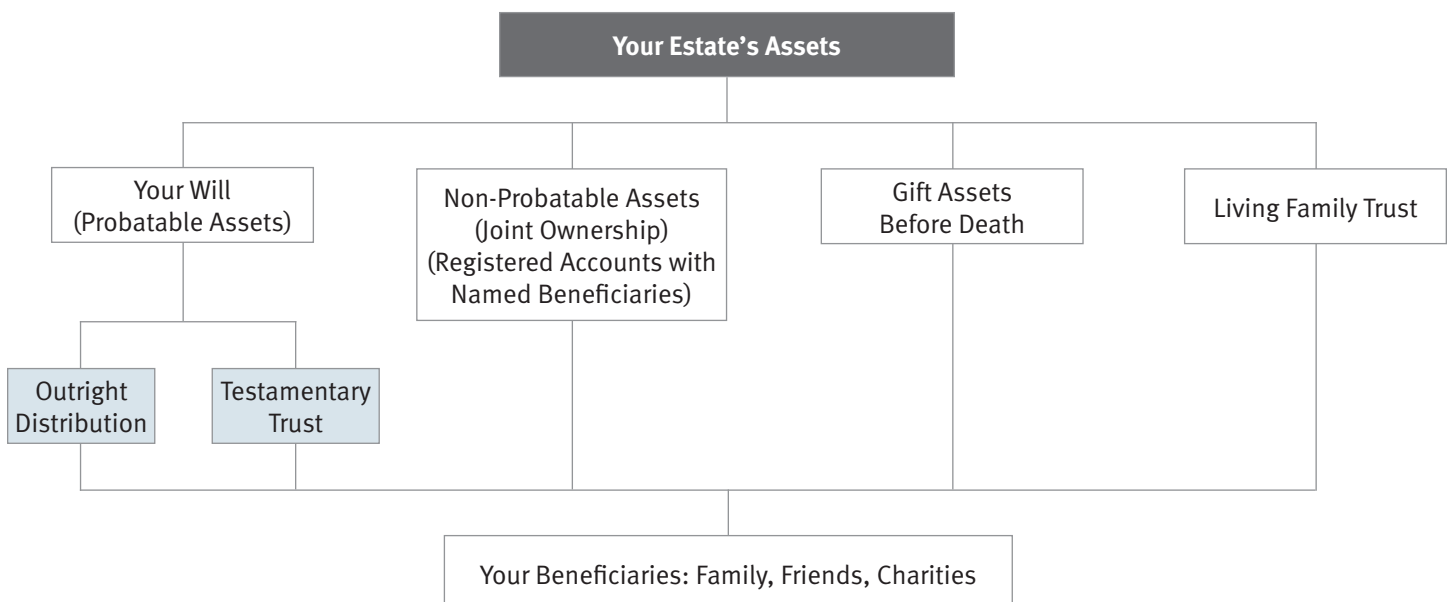 Your Estate’s Assets
Your Will
(Probatable Assets)
Non-Probatable Assets
(Joint Ownership)
(Registered Accounts with
Named Beneficiaries)
Gift Assets
Before Death
Living Family Trust
Outright
Distribution
Testamentary
Trust
Your Beneficiaries: Family, Friends, Charities